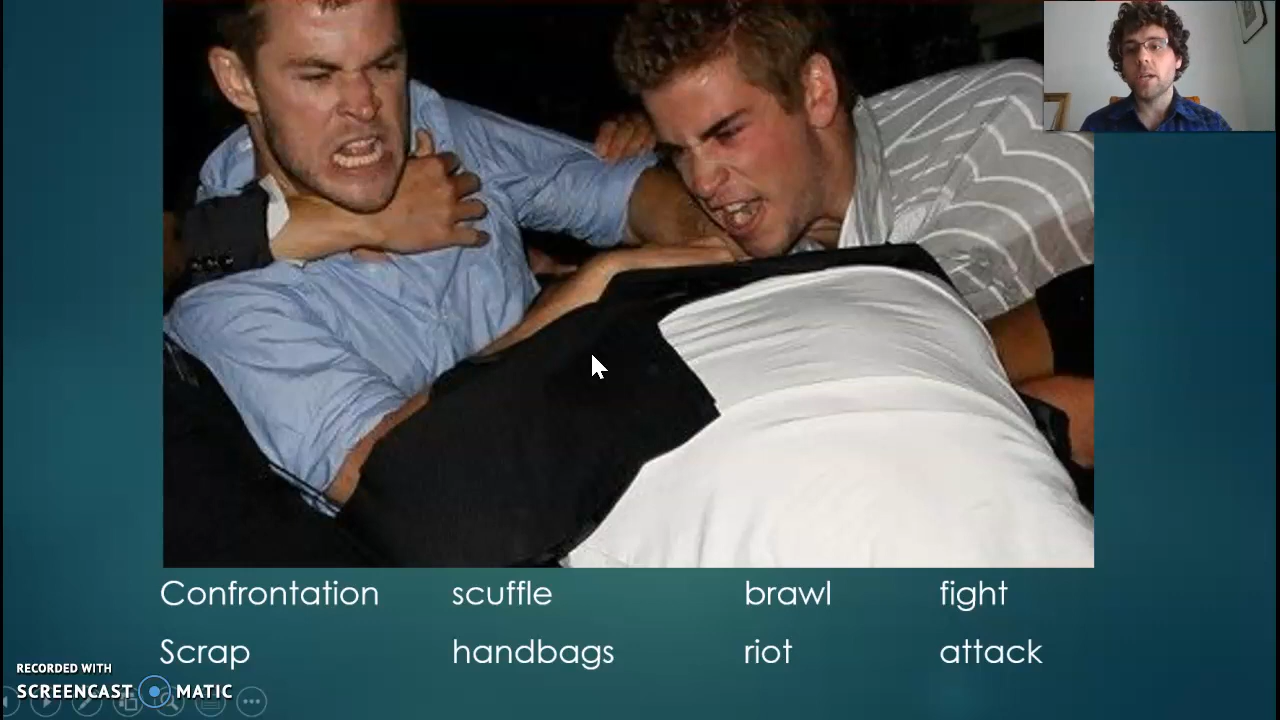 Confrontation scuffle brawl fight
Scrap handbags riot attack
RECORDED WITH
SCREENCAST MATIC